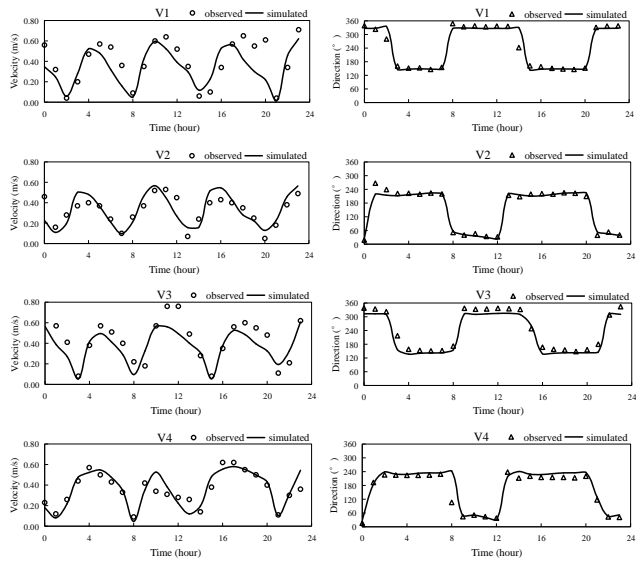 V1 observed simulated
Velocity (m/s)
0.80
0.60
0.40
0.20
0.00
0 4 8 12 16 20 24
Time (hour)
V1 observed simulated
Direction (°)
360
300
240
180
120
60
0
0 4 8 12 16 20 24
Time (hour)
V2 observed simulated
Velocity (m/s)
0.80
0.60
0.40
0.20
0.00
0 4 8 12 16 20 24
Time (hour)
V2 observed simulated
Direction (°)
360
300
240
180
120
60
0
0 4 8 12 16 20 24
Time (hour)
V3 observed simulated
Velocity (m/s)
0.80
0.60
0.40
0.20
0.00
0 4 8 12 16 20 24
Time (hour)
V3 observed simulated
Direction (°)
360
300
240
180
120
60
0
0 4 8 12 16 20 24
Time (hour)
V4 observed simulated
Velocity (m/s)
0.80
0.60
0.40
0.20
0.00
0 4 8 12 16 20 24
Time (hour)
V4 observed simulated
Direction (°)
360
300
240
180
120
60
0
0 4 8 12 16 20 24
Time (hour)